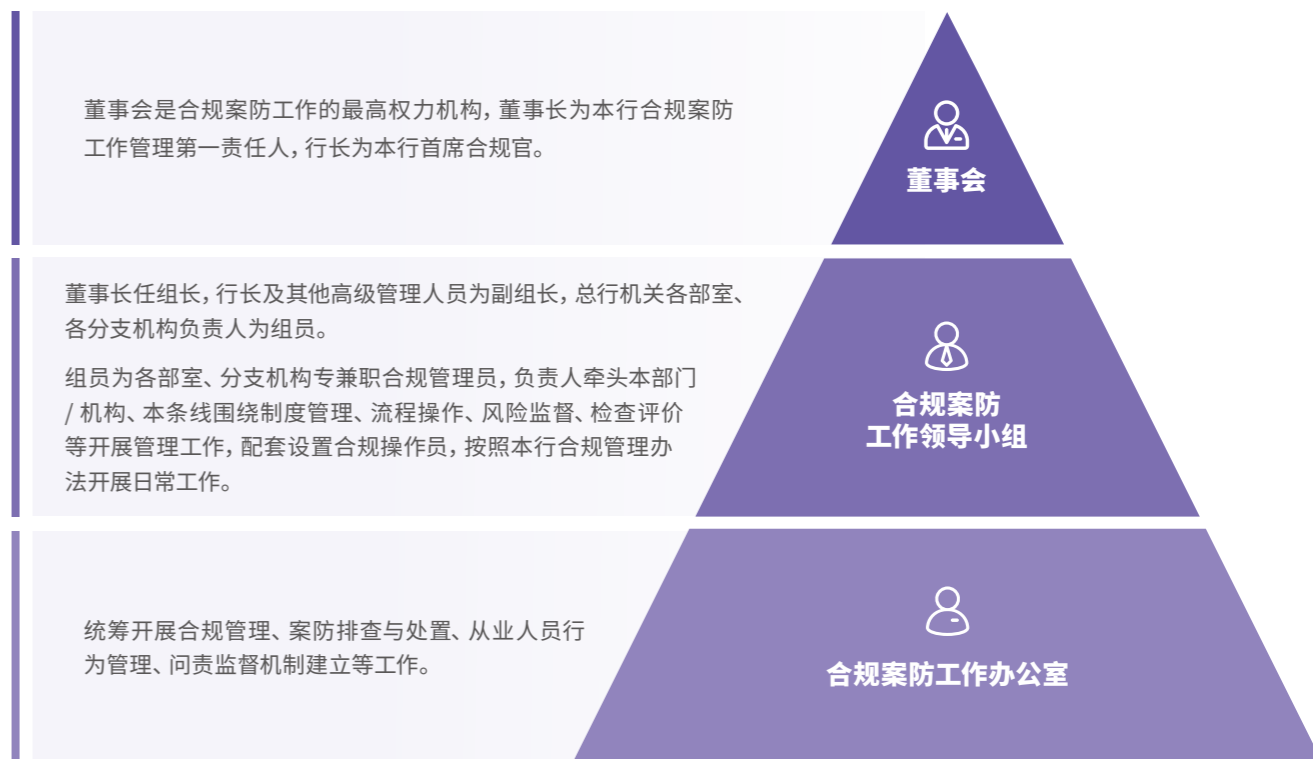 董事会是合规案防工作的最高权力机构，董事长为本行合规案防
工作管理第一责任人，行长为本行首席合规官。
董事会
董事长任组长，行长及其他高级管理人员为副组长，总行机关各部室、
各分支机构负责人为组员。
组员为各部室、分支机构专兼职合规管理员，负责人牵头本部门
/ 机构、本条线围绕制度管理、流程操作、风险监督、检查评价
等开展管理工作，配套设置合规操作员，按照本行合规管理办
法开展日常工作。
合规案防
工作领导小组
统筹开展合规管理、案防排查与处置、从业人员行
为管理、问责监督机制建立等工作。
合规案防工作办公室